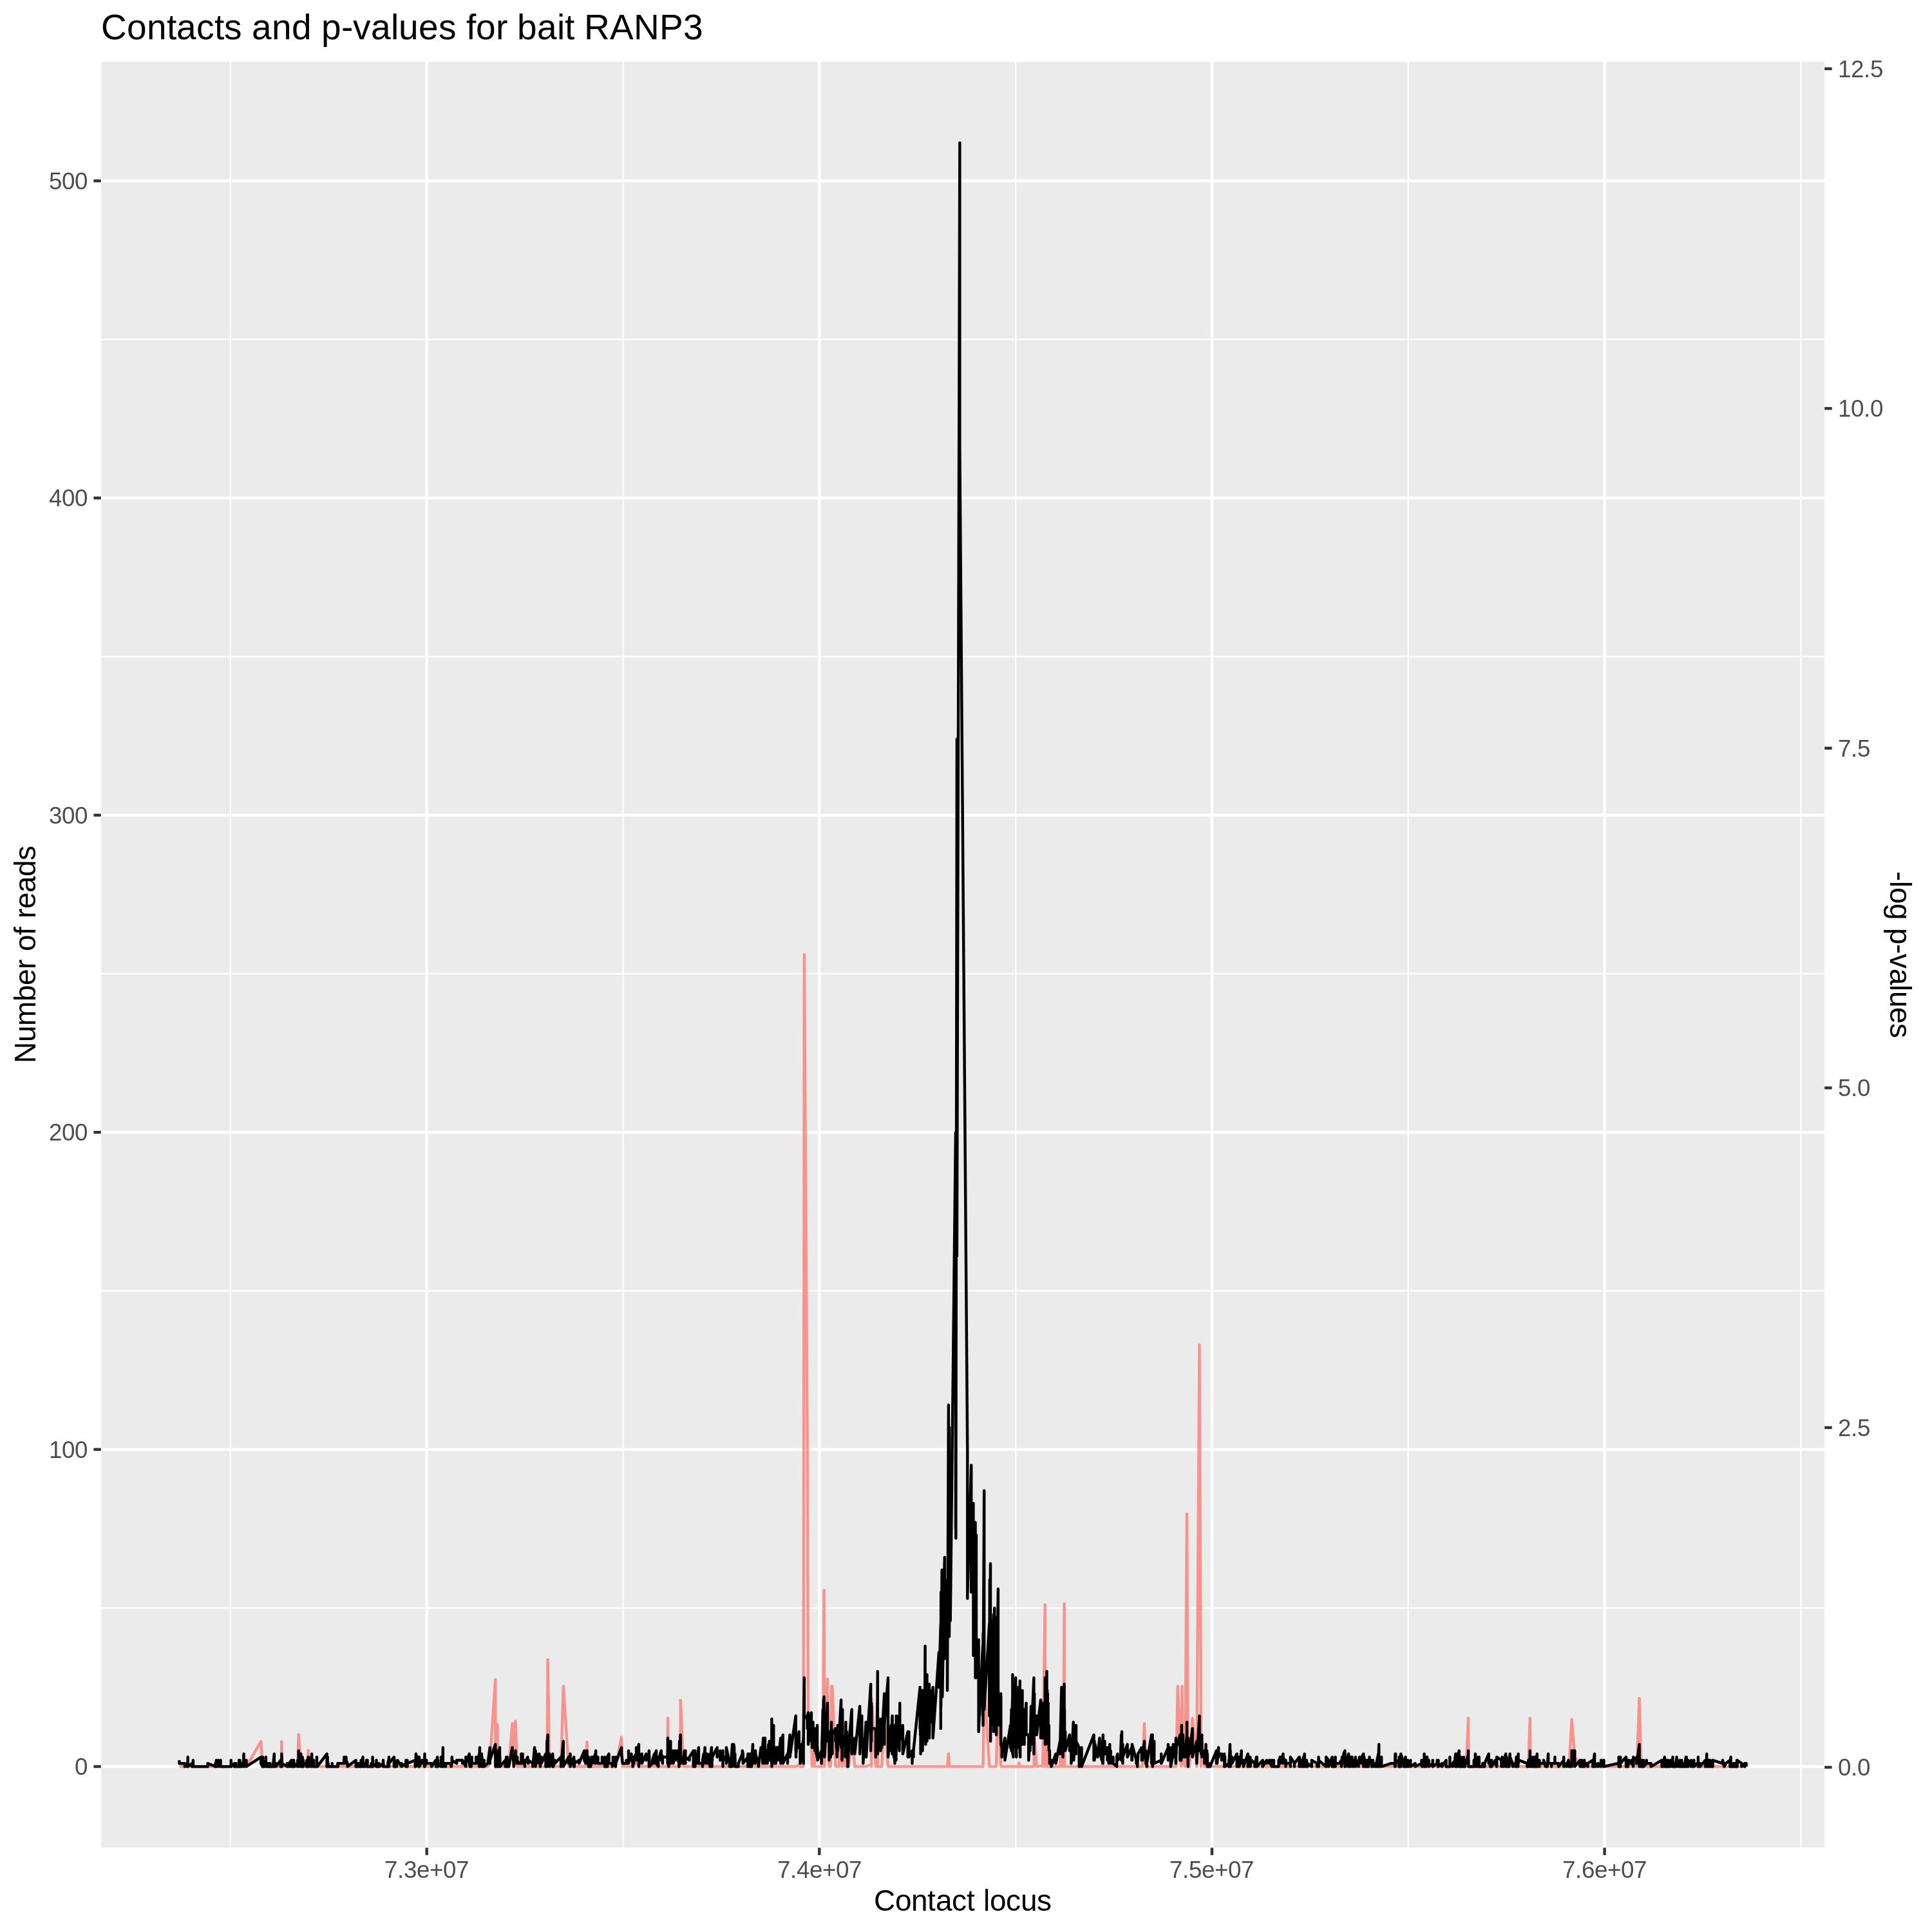 Contacts and p-values for bait RANP3
12.5
500
10.0
400
7.5
300
Number of reads
-log p-values
5.0
200
2.5
100
0
0.0
7.3e+07 7.4e+07 7.5e+07 7.6e+07
Contact locus